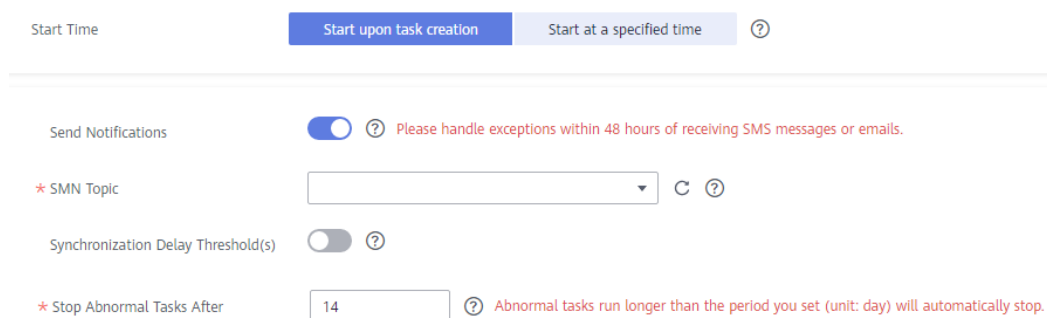 Start Time Start upon task creation Start at a specified time ?
Send Notifications ? Please handle exceptions within 48 hours of receiving SMS messages or emails.
* SMN Topic ?
Synchronization Delay Threshold(s) ?
* Stop Abnormal Tasks After 14 ? Abnormal tasks run longer than the period you set (unit: day) will automatically stop.